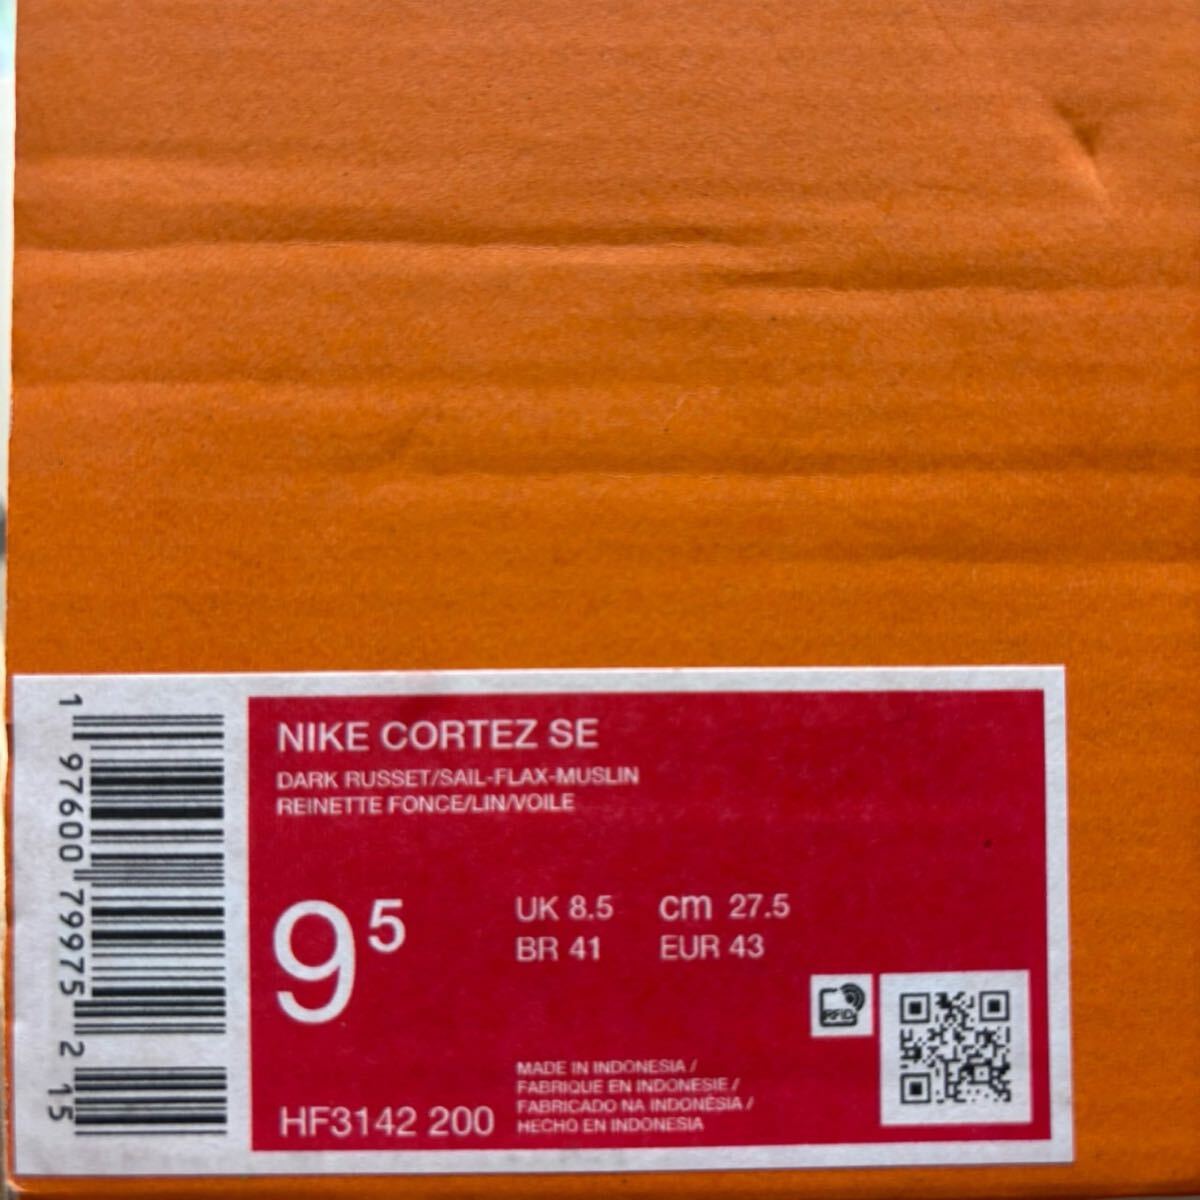 NIKE CORTEZ SE
DARK RUSSET/SAIL-FLAX-MUSLIN
REINETTE FONCE/LIN/VOILE
9⁵
UK 8.5 cm 27.5
BR 41 EUR 43
RFID
MADE IN INDONESIA /
FABRIQUE EN INDONESIE /
FABRICADO NA INDONÉSIA /
HECHO EN INDONESIA
HF3142 200
1 97600 79975 2 15